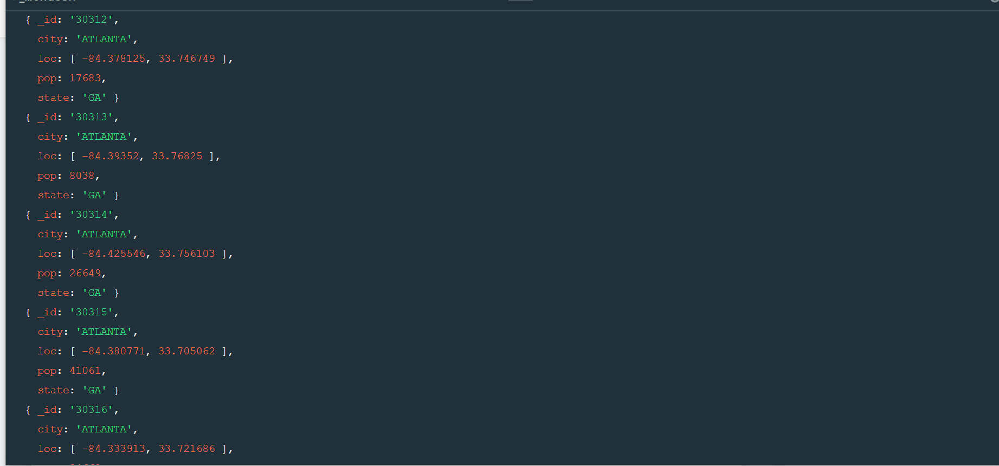 { _id: '30312',
city: 'ATLANTA',
loc: [ -84.378125, 33.746749 ],
pop: 17683,
state: 'GA' }
{ _id: '30313',
city: 'ATLANTA',
loc: [ -84.39352, 33.76825 ],
pop: 8038,
state: 'GA' }
{ _id: '30314',
city: 'ATLANTA',
loc: [ -84.425546, 33.756103 ],
pop: 26649,
state: 'GA' }
{ _id: '30315',
city: 'ATLANTA',
loc: [ -84.380771, 33.705062 ],
pop: 41061,
state: 'GA' }
{ _id: '30316',
city: 'ATLANTA',
loc: [ -84.333913, 33.721686 ],